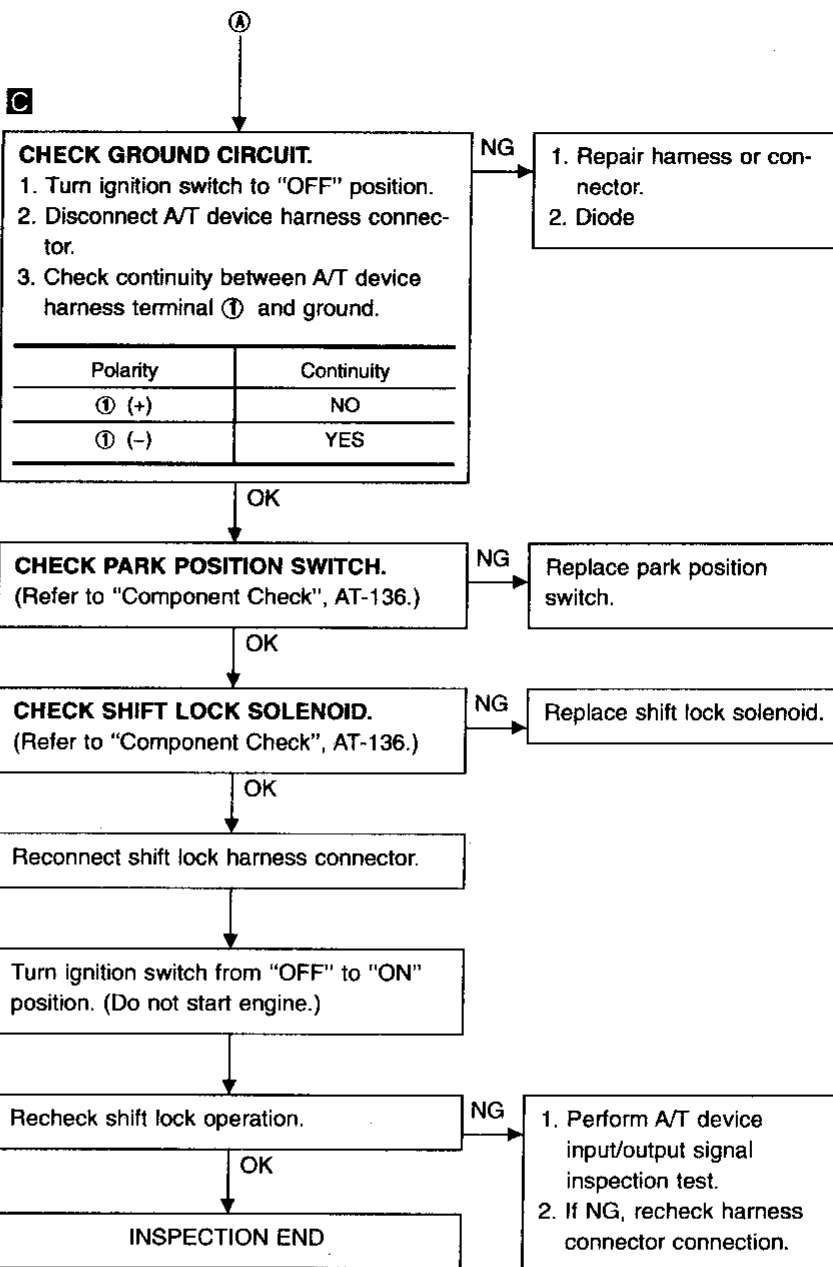 Ⓐ
C
CHECK GROUND CIRCUIT.
1. Turn ignition switch to "OFF" position.
2. Disconnect A/T device harness connec-
tor.
3. Check continuity between A/T device
harness terminal ① and ground.
Polarity Continuity
① (+) NO
① (–) YES
NG
1. Repair harness or con-
nector.
2. Diode
OK
CHECK PARK POSITION SWITCH.
(Refer to "Component Check", AT-136.)
NG
Replace park position
switch.
OK
CHECK SHIFT LOCK SOLENOID.
(Refer to "Component Check", AT-136.)
NG
Replace shift lock solenoid.
OK
Reconnect shift lock harness connector.
Turn ignition switch from "OFF" to "ON"
position. (Do not start engine.)
Recheck shift lock operation.
NG
1. Perform A/T device
input/output signal
inspection test.
2. If NG, recheck harness
connector connection.
OK
INSPECTION END